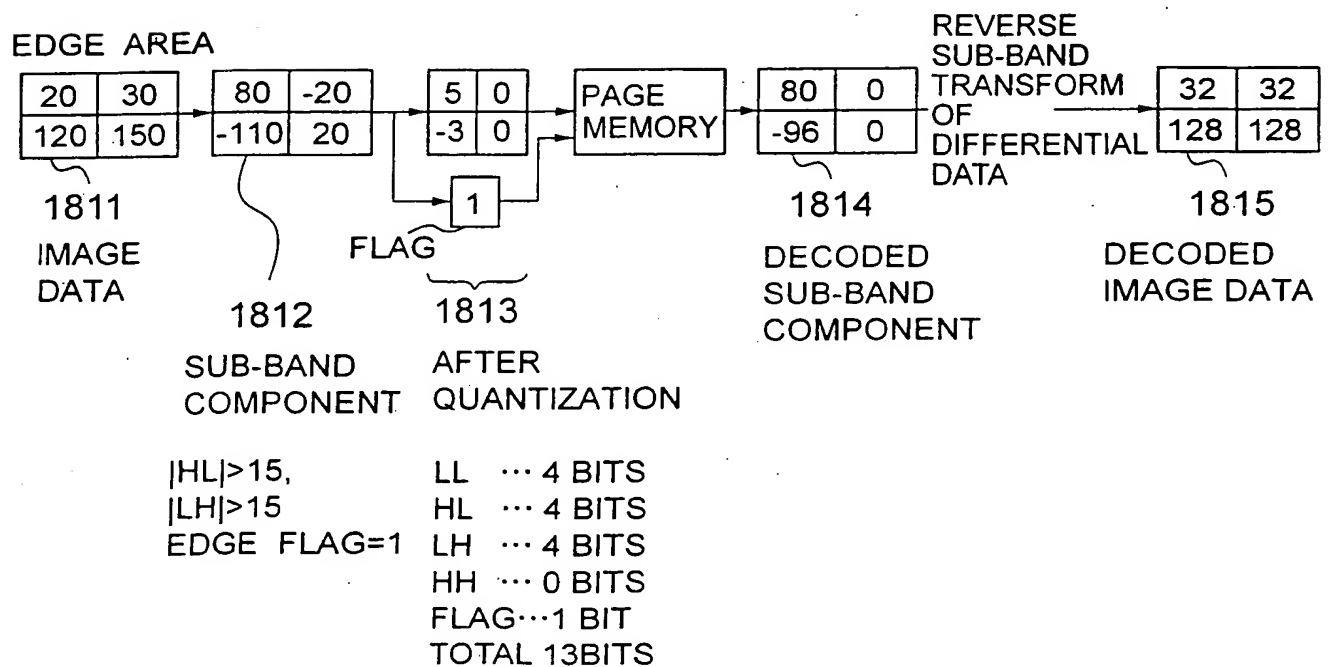 EDGE AREA
20 30
120 150
1811
IMAGE
DATA
80 -20
-110 20
1812
SUB-BAND
COMPONENT
|HL|>15,
|LH|>15
EDGE FLAG=1
5 0
-3 0
1
FLAG
1813
AFTER
QUANTIZATION
LL ··· 4 BITS
HL ··· 4 BITS
LH ··· 4 BITS
HH ··· 0 BITS
FLAG···1 BIT
TOTAL 13BITS
PAGE
MEMORY
80 0
-96 0
1814
DECODED
SUB-BAND
COMPONENT
REVERSE
SUB-BAND
TRANSFORM
OF
DIFFERENTIAL
DATA
32 32
128 128
1815
DECODED
IMAGE DATA